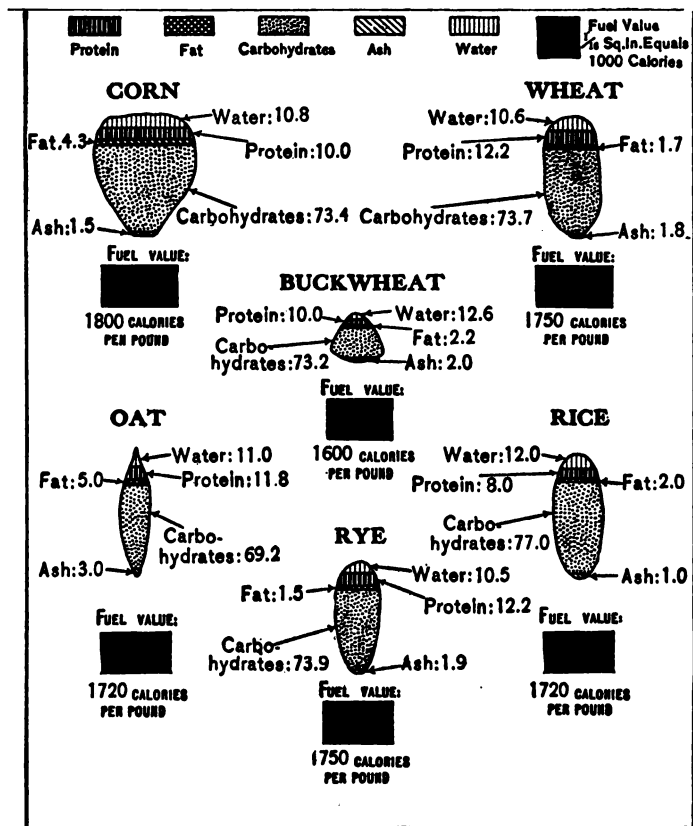 Protein
Fat
Carbohydrates
Ash
Water
Fuel Value
1/16 Sq.In.Equals
1000 Calories
CORN
Water:10.8
Fat.4.3
Protein:10.0
Carbohydrates:73.4
Ash:1.5
FUEL VALUE:
1800 CALORIES
PER POUND
WHEAT
Water:10.6
Protein:12.2
Fat:1.7
Carbohydrates:73.7
Ash:1.8
FUEL VALUE:
1750 CALORIES
PER POUND
BUCKWHEAT
Protein:10.0
Water:12.6
Fat:2.2
Carbo
hydrates:73.2
Ash:2.0
FUEL VALUE:
1600 CALORIES
PER POUND
OAT
Water:11.0
Fat:5.0
Protein:11.8
Carbo-
hydrates:69.2
Ash:3.0
FUEL VALUE:
1720 CALORIES
PER POUND
RYE
Water:10.5
Fat:1.5
Protein:12.2
Carbo-
hydrates:73.9
Ash:1.9
FUEL VALUE:
1750 CALORIES
PER POUND
RICE
Water:12.0
Protein:8.0
Fat:2.0
Carbo-
hydrates:77.0
Ash:1.0
FUEL VALUE:
1720 CALORIES
PER POUND